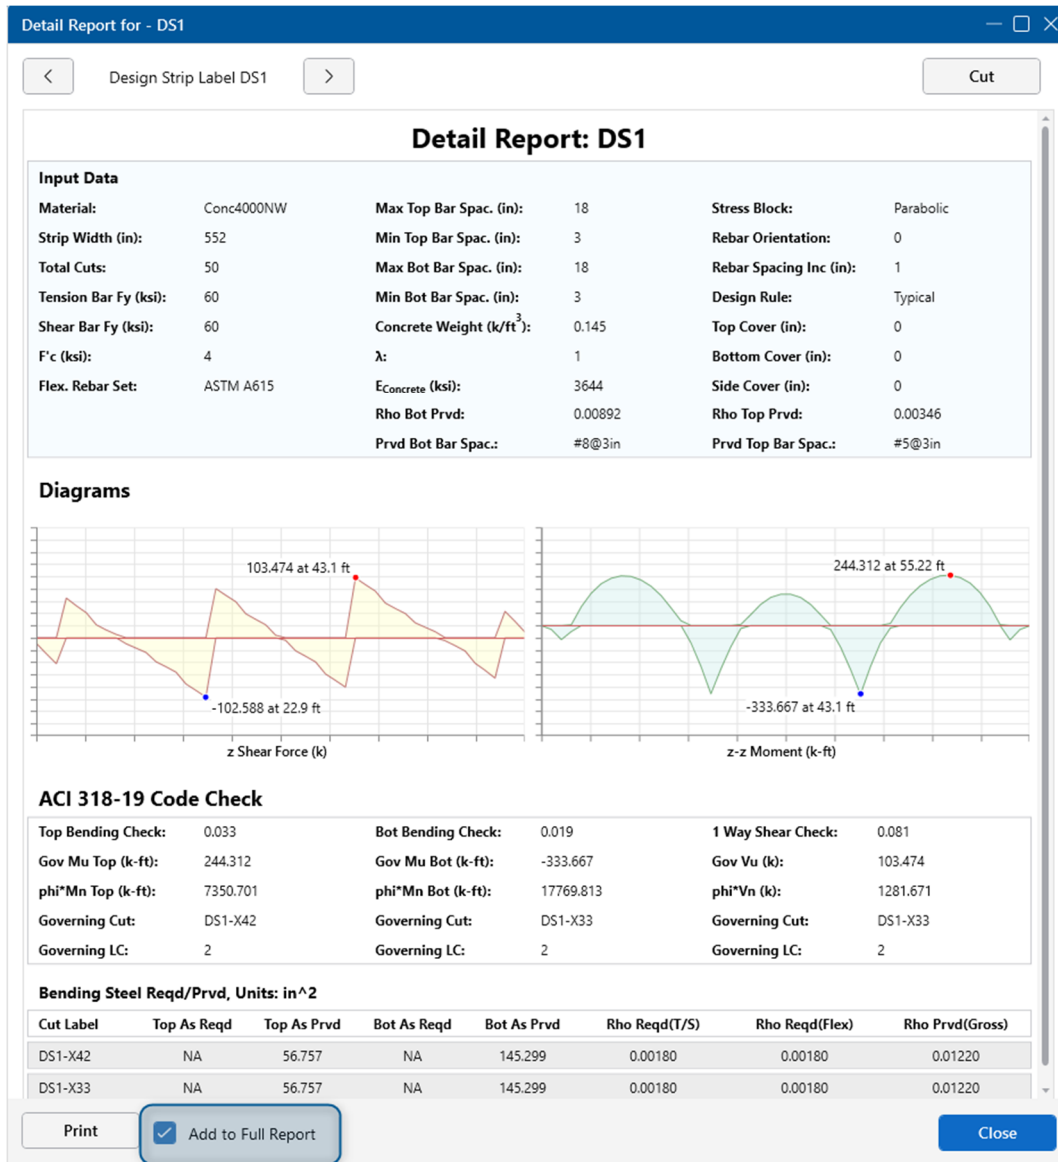 Detail Report for - DS1
Design Strip Label DS1 Cut
Detail Report: DS1
Input Data
Material: Conc4000NW Max Top Bar Spac. (in): 18 Stress Block: Parabolic
Strip Width (in): 552 Min Top Bar Spac. (in): 3 Rebar Orientation: 0
Total Cuts: 50 Max Bot Bar Spac. (in): 18 Rebar Spacing Inc (in): 1
Tension Bar Fy (ksi): 60 Min Bot Bar Spac. (in): 3 Design Rule: Typical
Shear Bar Fy (ksi): 60 Concrete Weight (k/ft³): 0.145 Top Cover (in): 0
F'c (ksi): 4 λ: 1 Bottom Cover (in): 0
Flex. Rebar Set: ASTM A615 EConcrete (ksi): 3644 Side Cover (in): 0
Rho Bot Prvd: 0.00892 Rho Top Prvd: 0.00346
Prvd Bot Bar Spac.: #8@3in Prvd Top Bar Spac.: #5@3in
Diagrams
103.474 at 43.1 ft 244.312 at 55.22 ft
-102.588 at 22.9 ft -333.667 at 43.1 ft
z Shear Force (k) z-z Moment (k-ft)
ACI 318-19 Code Check
Top Bending Check: 0.033 Bot Bending Check: 0.019 1 Way Shear Check: 0.081
Gov Mu Top (k-ft): 244.312 Gov Mu Bot (k-ft): -333.667 Gov Vu (k): 103.474
phi*Mn Top (k-ft): 7350.701 phi*Mn Bot (k-ft): 17769.813 phi*Vn (k): 1281.671
Governing Cut: DS1-X42 Governing Cut: DS1-X33 Governing Cut: DS1-X33
Governing LC: 2 Governing LC: 2 Governing LC: 2
Bending Steel Reqd/Prvd, Units: in^2
Cut Label Top As Reqd Top As Prvd Bot As Reqd Bot As Prvd Rho Reqd(T/S) Rho Reqd(Flex) Rho Prvd(Gross)
DS1-X42 NA 56.757 NA 145.299 0.00180 0.00180 0.01220
DS1-X33 NA 56.757 NA 145.299 0.00180 0.00180 0.01220
Print Add to Full Report Close